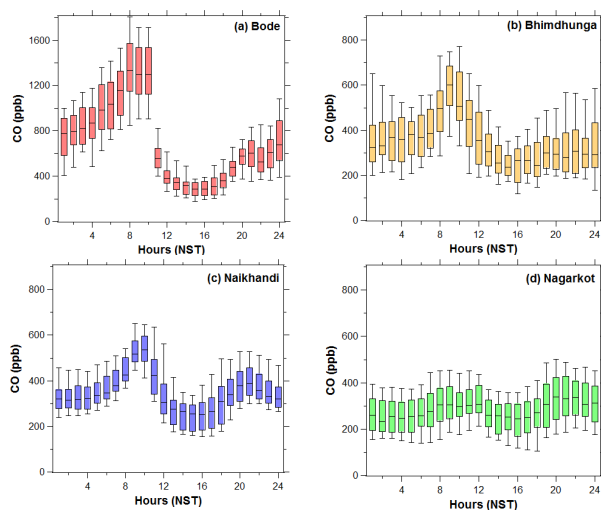 (a) Bode
CO (ppb)
1600
1200
800
400
0
4 8 12 16 20 24
Hours (NST)
(b) Bhimdhunga
CO (ppb)
800
600
400
200
0
4 8 12 16 20 24
Hours (NST)
(c) Naikhandi
CO (ppb)
800
600
400
200
0
4 8 12 16 20 24
Hours (NST)
(d) Nagarkot
CO (ppb)
800
600
400
200
0
4 8 12 16 20 24
Hours (NST)